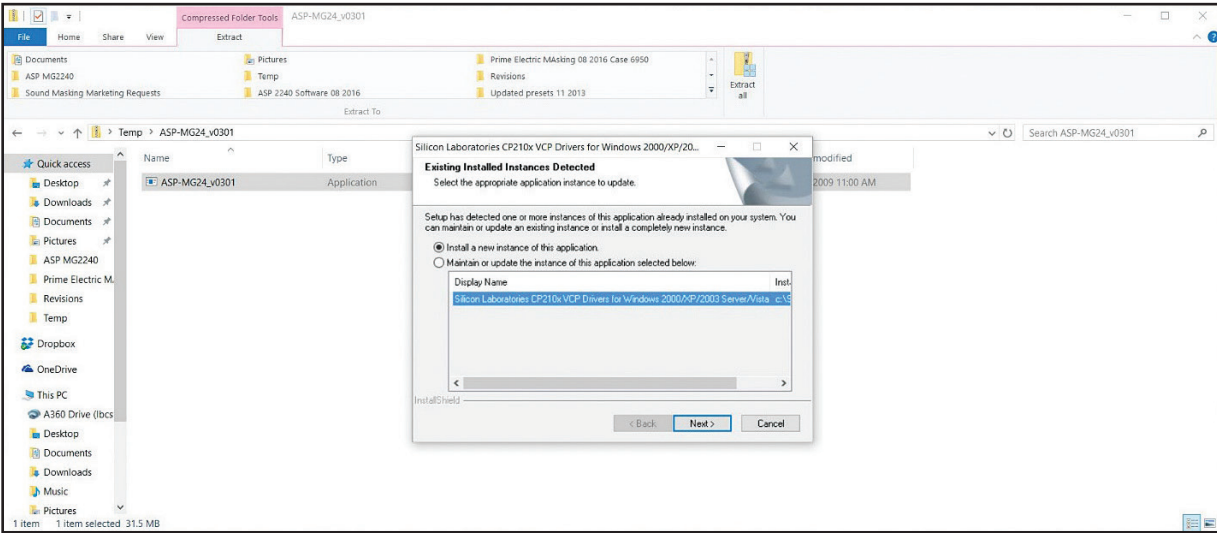 Compressed Folder Tools ASP-MG24_v0301
File Home Share View Extract
Documents Pictures Prime Electric MAsking 08 2016 Case 6950
ASP MG2240 Temp Revisions
Sound Masking Marketing Requests ASP 2240 Software 08 2016 Updated presets 11 2013
Extract all
Extract To
Temp > ASP-MG24_v0301 Search ASP-MG24_v0301
Name Type modified
ASP-MG24_v0301 Application 2009 11:00 AM
Quick access
Desktop
Downloads
Documents
Pictures
ASP MG2240
Prime Electric M
Revisions
Temp
Dropbox
OneDrive
This PC
A360 Drive (lbcs
Desktop
Documents
Downloads
Music
Pictures
Silicon Laboratories CP210x VCP Drivers for Windows 2000/XP/20...
Existing Installed Instances Detected
Select the appropriate application instance to update.
Setup has detected one or more instances of this application already installed on your system. You
can maintain or update an existing instance or install a completely new instance.
Install a new instance of this application.
Maintain or update the instance of this application selected below:
Display Name Inst
Silicon Laboratories CP210x VCP Drivers for Windows 2000/XP/2003 Server/Vista c:\S
InstallShield
< Back Next > Cancel
1 item 1 item selected 31.5 MB